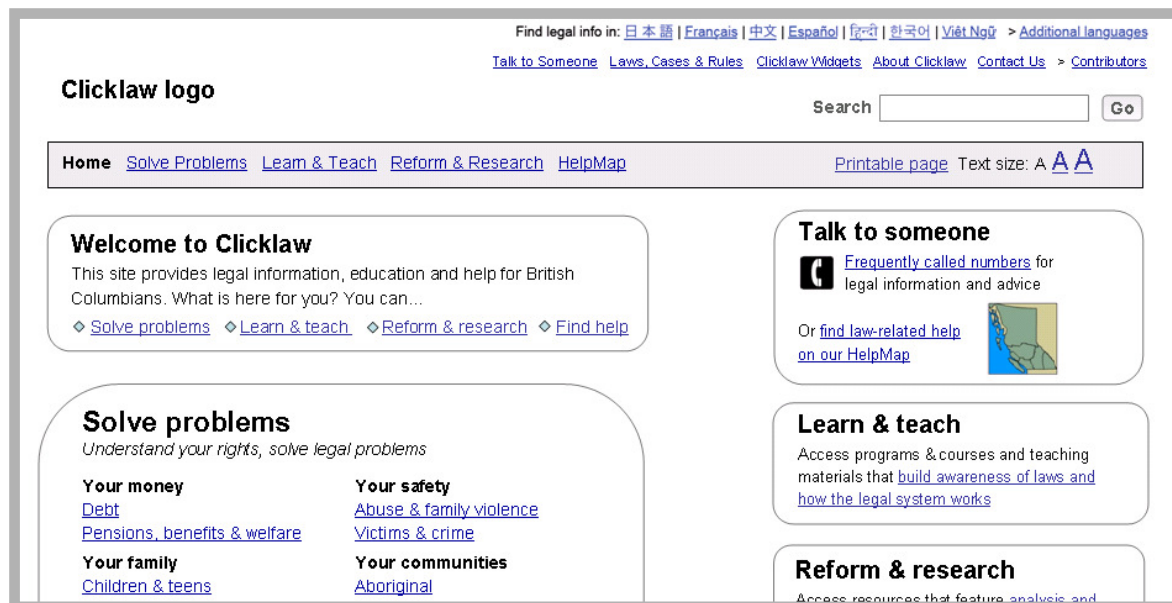 Find legal info in: 日本語 | Français | 中文 | Español | हिन्दी | 한국어 | Việt Ngữ > Additional languages
Talk to Someone Laws, Cases & Rules Clicklaw Widgets About Clicklaw Contact Us > Contributors
Clicklaw logo
Search Go
Home Solve Problems Learn & Teach Reform & Research HelpMap Printable page Text size: A A A
Welcome to Clicklaw
This site provides legal information, education and help for British
Columbians. What is here for you? You can...
Solve problems Learn & teach Reform & research Find help
Talk to someone
Frequently called numbers for
legal information and advice
Or find law-related help
on our HelpMap
Solve problems
Understand your rights, solve legal problems
Your money
Debt
Pensions, benefits & welfare
Your family
Children & teens
Your safety
Abuse & family violence
Victims & crime
Your communities
Aboriginal
Learn & teach
Access programs & courses and teaching
materials that build awareness of laws and
how the legal system works
Reform & research
Access resources that feature analysis and